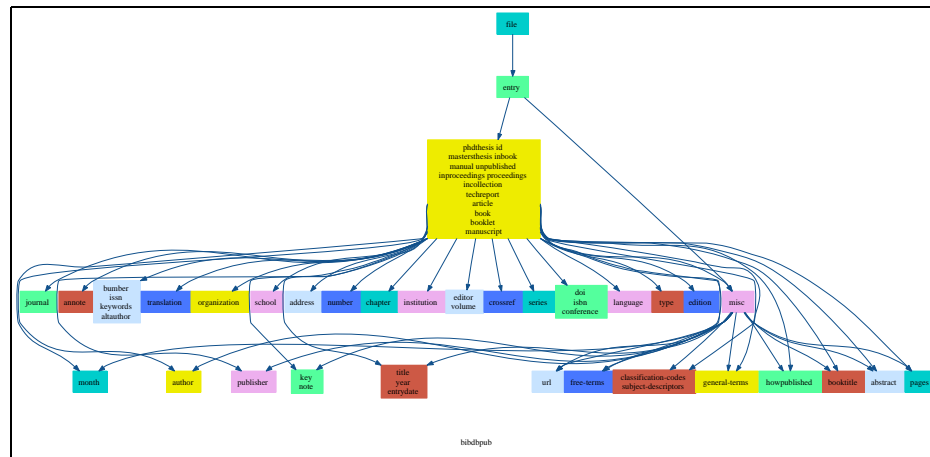 file
entry
phdthesis id
mastersthesis inbook
manual unpublished
inproceedings proceedings
incollection
techreport
article
book
booklet
manuscript
journal
annote
bumber
issn
keywords
altauthor
translation
organization
school
address
number
chapter
institution
editor
volume
crossref
series
doi
isbn
conference
language
type
edition
misc
month
author
publisher
key
note
title
year
entrydate
url
free-terms
classification-codes
subject-descriptors
general-terms
howpublished
booktitle
abstract
pages
bibdbpub